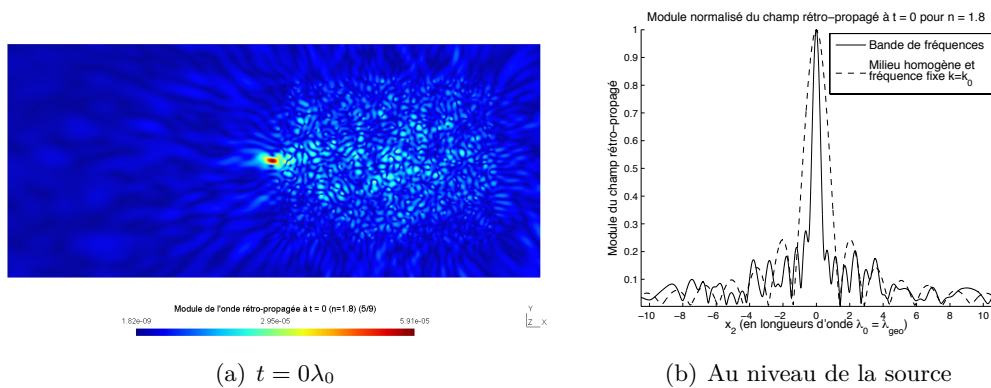 Module de l'onde rétro-propagée à t = 0 (n=1.8) (5/9)
1.82e-09 2.95e-05 5.91e-05
Y
Z X
(a) t = 0λ₀
Module normalisé du champ rétro-propagé à t = 0 pour n = 1.8
Bande de fréquences
Milieu homogène et
fréquence fixe k=k₀
Module du champ rétro-propagé
1
0.9
0.8
0.7
0.6
0.5
0.4
0.3
0.2
0.1
-10 -8 -6 -4 -2 0 2 4 6 8 10
x₂ (en longueurs d'onde λ₀ = λgeo)
(b) Au niveau de la source